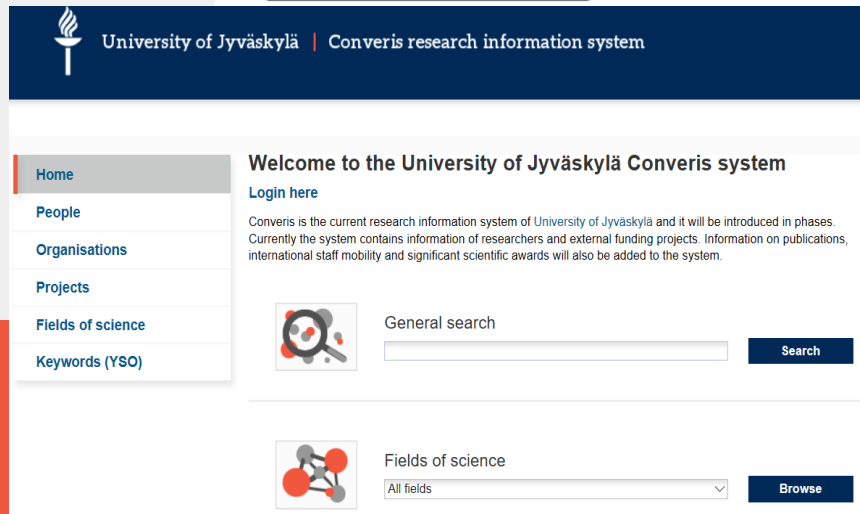 University of Jyväskylä | Converis research information system
Home
People
Organisations
Projects
Fields of science
Keywords (YSO)
Welcome to the University of Jyväskylä Converis system
Login here
Converis is the current research information system of University of Jyväskylä and it will be introduced in phases.
Currently the system contains information of researchers and external funding projects. Information on publications,
international staff mobility and significant scientific awards will also be added to the system.
General search
Search
Fields of science
All fields
Browse